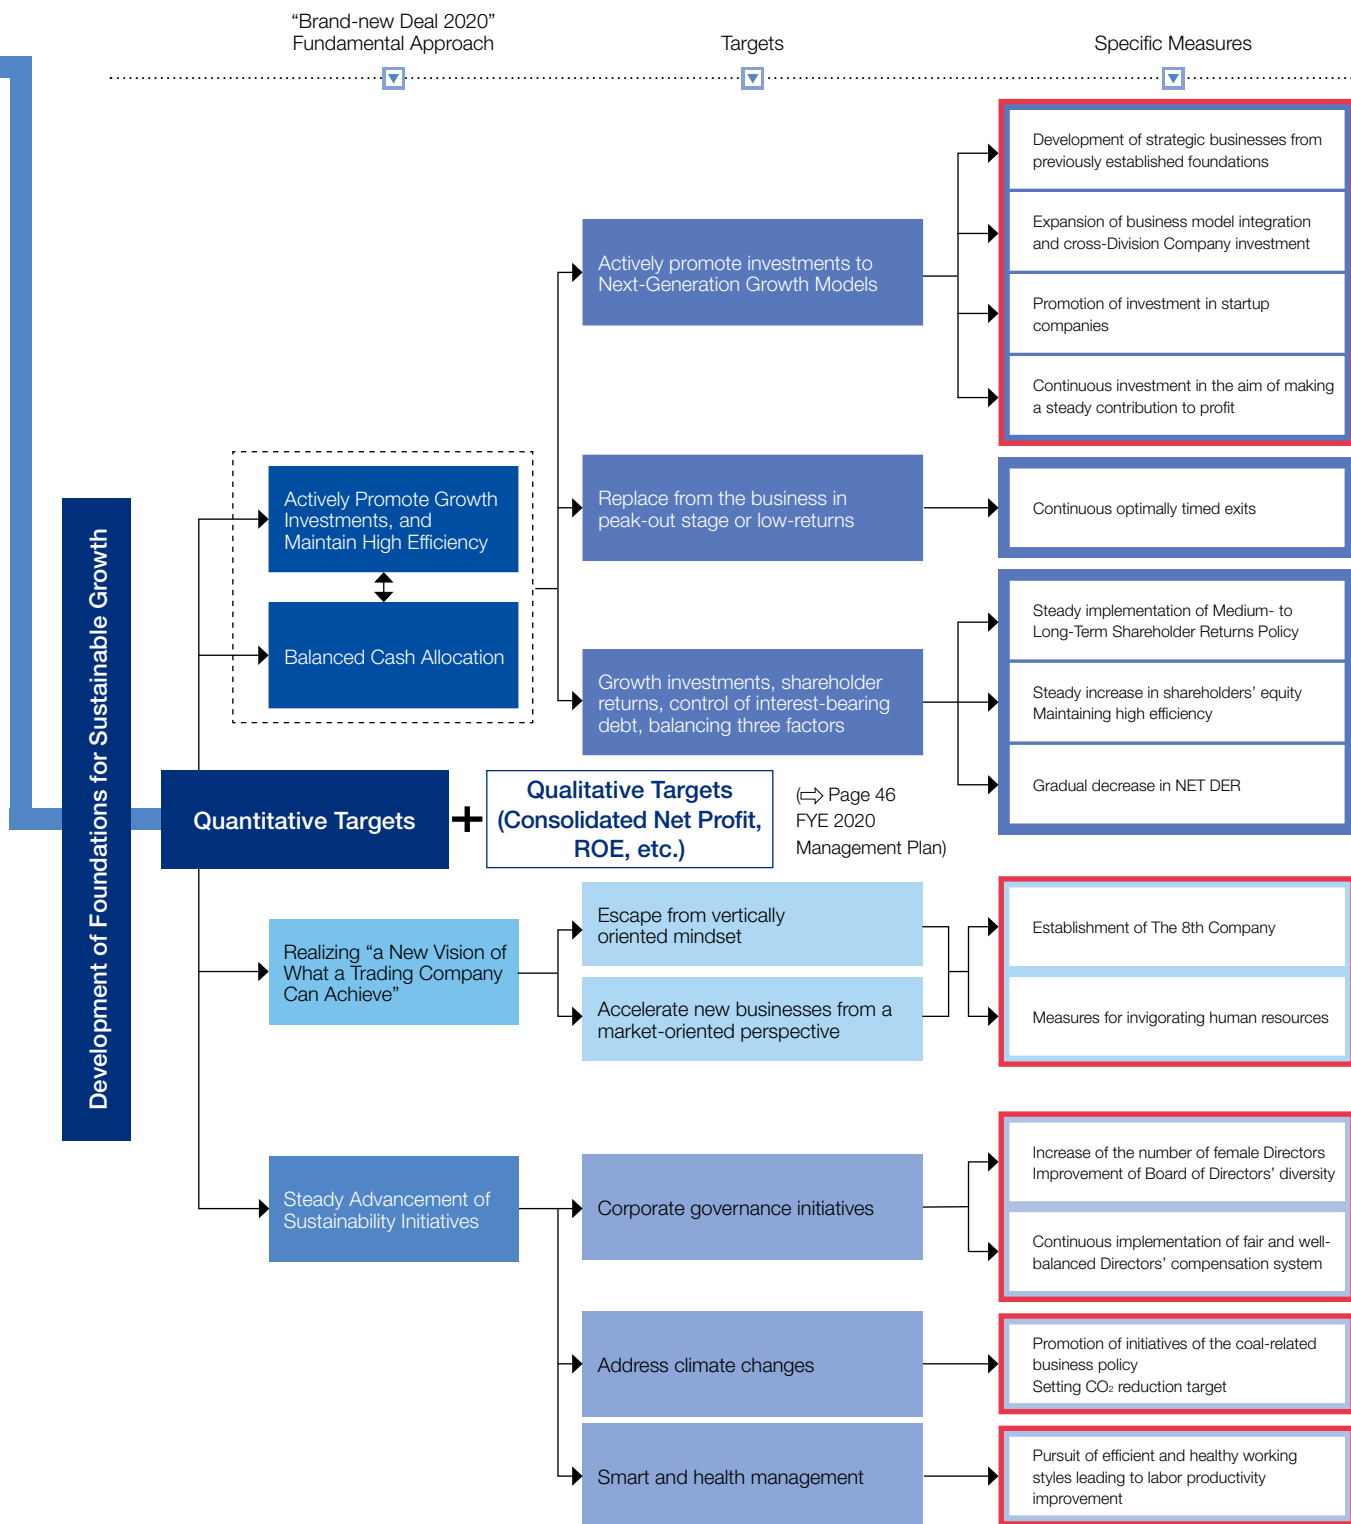 “Brand-new Deal 2020”
Fundamental Approach
Targets
Specific Measures
Development of Foundations for Sustainable Growth
Actively Promote Growth
Investments, and
Maintain High Efficiency
Balanced Cash Allocation
Actively promote investments to
Next-Generation Growth Models
Development of strategic businesses from
previously established foundations
Expansion of business model integration
and cross-Division Company investment
Promotion of investment in startup
companies
Continuous investment in the aim of making
a steady contribution to profit
Replace from the business in
peak-out stage or low-returns
Continuous optimally timed exits
Growth investments, shareholder
returns, control of interest-bearing
debt, balancing three factors
Steady implementation of Medium- to
Long-Term Shareholder Returns Policy
Steady increase in shareholders’ equity
Maintaining high efficiency
Gradual decrease in NET DER
Quantitative Targets
+
Qualitative Targets
(Consolidated Net Profit,
ROE, etc.)
(⇨ Page 46
FYE 2020
Management Plan)
Realizing “a New Vision of
What a Trading Company
Can Achieve”
Escape from vertically
oriented mindset
Accelerate new businesses from a
market-oriented perspective
Establishment of The 8th Company
Measures for invigorating human resources
Steady Advancement of
Sustainability Initiatives
Corporate governance initiatives
Increase of the number of female Directors
Improvement of Board of Directors’ diversity
Continuous implementation of fair and well-
balanced Directors’ compensation system
Address climate changes
Promotion of initiatives of the coal-related
business policy
Setting CO₂ reduction target
Smart and health management
Pursuit of efficient and healthy working
styles leading to labor productivity
improvement